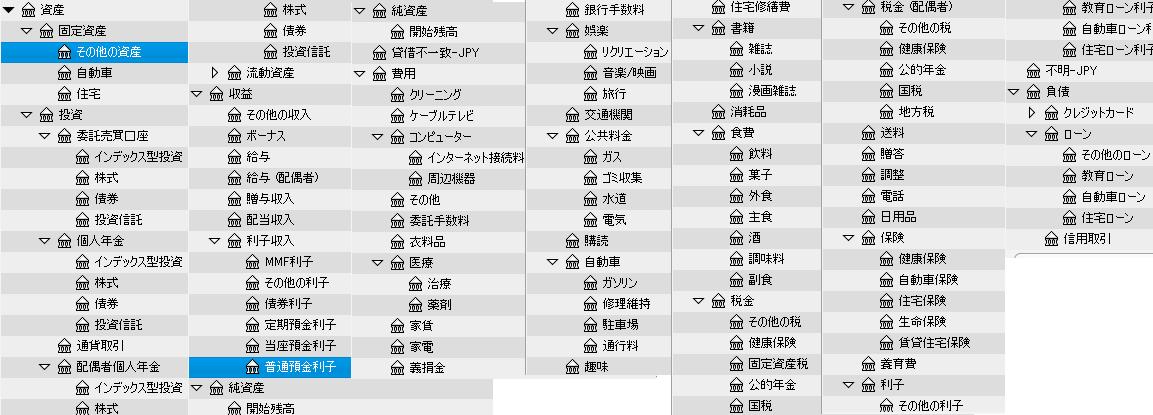 資産
固定資産
その他の資産
自動車
住宅
投資
委託売買口座
インデックス型投資
株式
債券
投資信託
個人年金
インデックス型投資
株式
債券
投資信託
通貨取引
配偶者個人年金
インデックス型投資
株式
株式
債券
投資信託
流動資産
収益
その他の収入
ボーナス
給与
給与(配偶者)
贈与収入
配当収入
利子収入
MMF利子
その他の利子
債券利子
定期預金利子
当座預金利子
普通預金利子
純資産
開始残高
純資産
開始残高
貸借不一致-JPY
費用
クリーニング
ケーブルテレビ
コンピューター
インターネット接続料
周辺機器
その他
委託手数料
衣料品
医療
治療
薬剤
家賃
家電
義捐金
銀行手数料
娯楽
リクリエーション
音楽/映画
旅行
交通機関
公共料金
ガス
ゴミ収集
水道
電気
購読
自動車
ガソリン
修理維持
駐車場
通行料
趣味
住宅修繕費
書籍
雑誌
小説
漫画雑誌
消耗品
食費
飲料
菓子
外食
主食
酒
調味料
副食
税金
その他の税
健康保険
固定資産税
公的年金
国税
税金(配偶者)
その他の税
健康保険
公的年金
国税
地方税
送料
贈答
調整
電話
日用品
保険
健康保険
自動車保険
住宅保険
生命保険
賃貸住宅保険
養育費
利子
その他の利子
教育ローン利子
自動車ローン利
住宅ローン利子
不明-JPY
負債
クレジットカード
ローン
その他のローン
教育ローン
自動車ローン
住宅ローン
信用取引